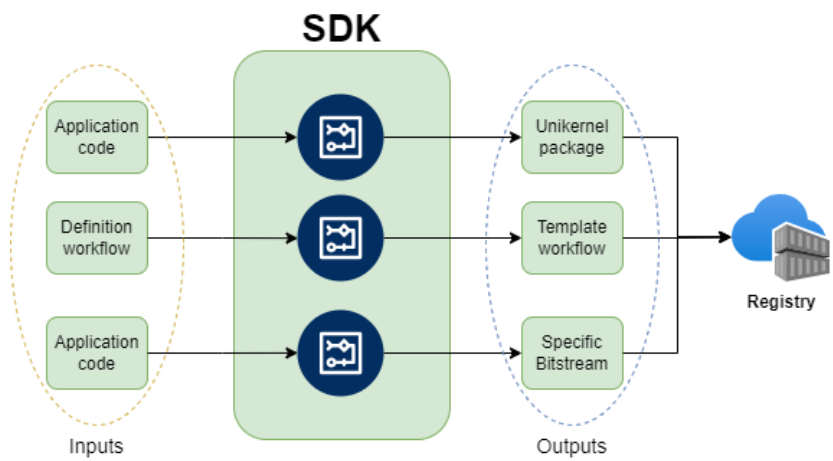 SDK
Application
code
Unikernel
package
Definition
workflow
Template
workflow
Registry
Application
code
Specific
Bitstream
Inputs
Outputs